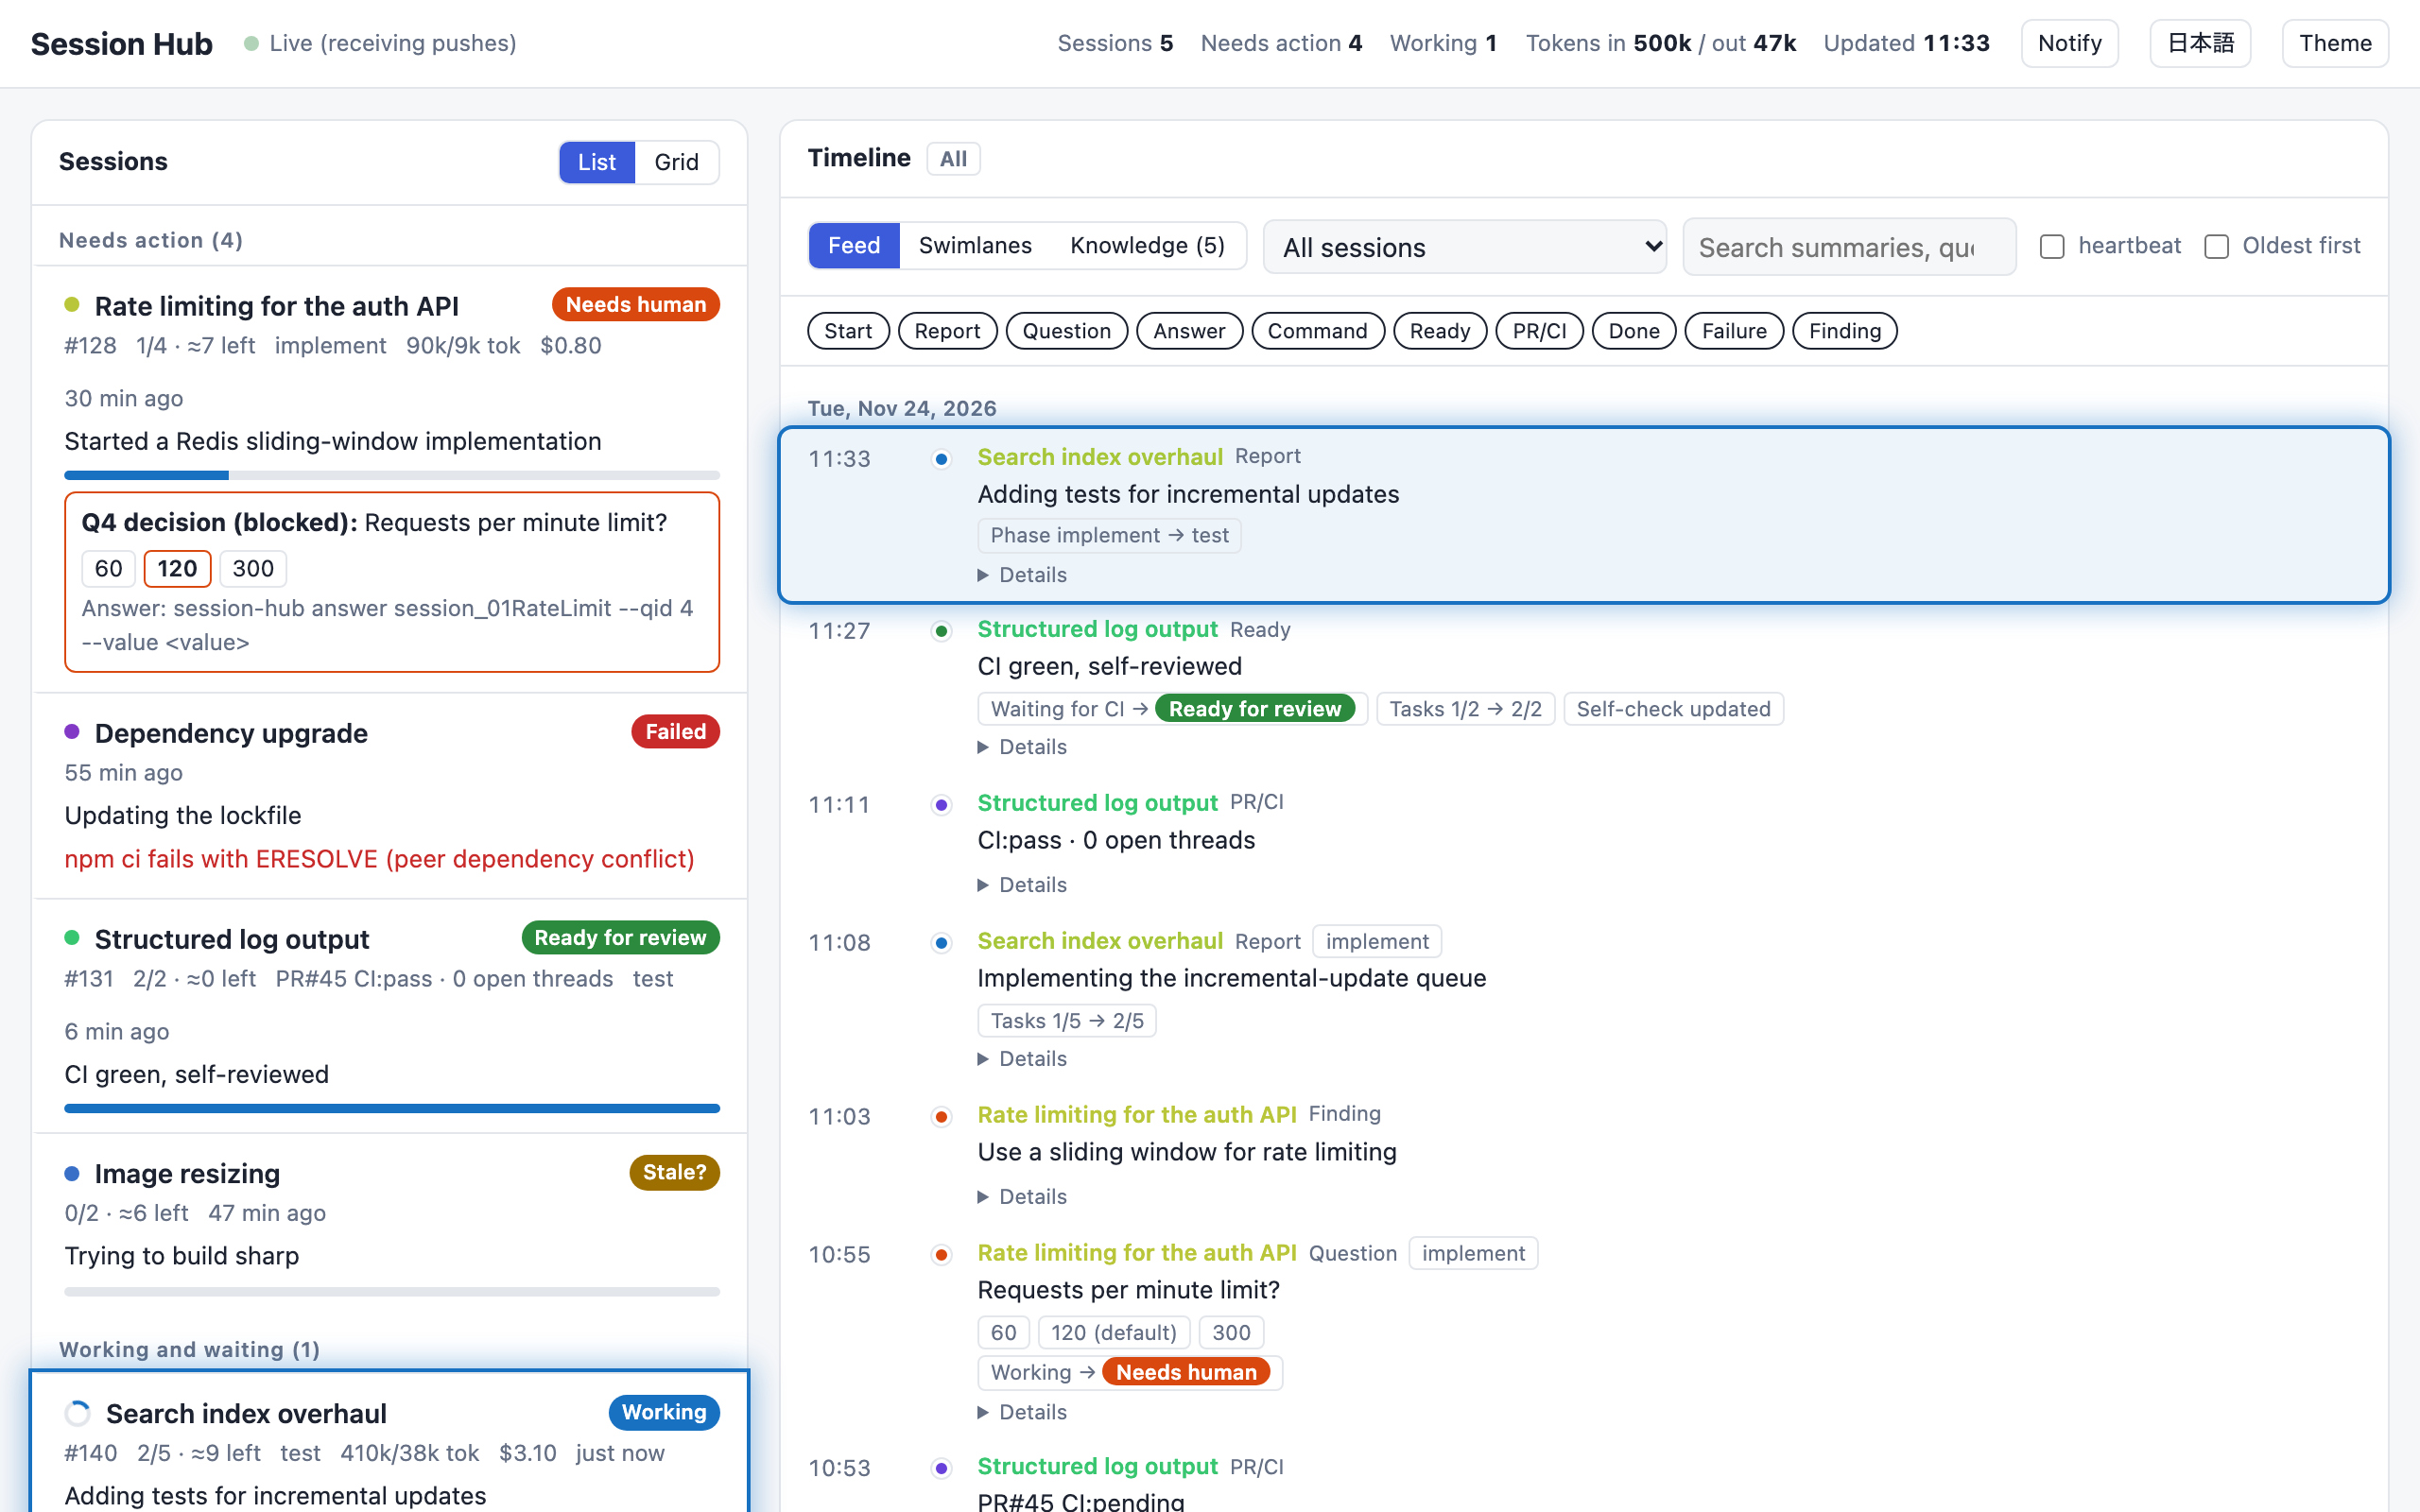 Session Hub
Live (receiving pushes)
Sessions 5 Needs action 4 Working 1 Tokens in 500k / out 47k Updated 11:33
Notify
日本語
Theme
Sessions
List Grid
Needs action (4)
Rate limiting for the auth API
Needs human
#128 1/4 · ≈7 left implement 90k/9k tok $0.80
30 min ago
Started a Redis sliding-window implementation
Q4 decision (blocked): Requests per minute limit?
60 120 300
Answer: session-hub answer session_01RateLimit --qid 4
--value <value>
Dependency upgrade
Failed
55 min ago
Updating the lockfile
npm ci fails with ERESOLVE (peer dependency conflict)
Structured log output
Ready for review
#131 2/2 · ≈0 left PR#45 CI:pass · 0 open threads test
6 min ago
CI green, self-reviewed
Image resizing
Stale?
0/2 · ≈6 left 47 min ago
Trying to build sharp
Working and waiting (1)
Search index overhaul
Working
#140 2/5 · ≈9 left test 410k/38k tok $3.10 just now
Adding tests for incremental updates
Timeline All
Feed Swimlanes Knowledge (5)
All sessions
Search summaries, que
heartbeat
Oldest first
Start Report Question Answer Command Ready PR/CI Done Failure Finding
Tue, Nov 24, 2026
11:33 Search index overhaul Report
Adding tests for incremental updates
Phase implement → test
Details
11:27 Structured log output Ready
CI green, self-reviewed
Waiting for CI → Ready for review Tasks 1/2 → 2/2 Self-check updated
Details
11:11 Structured log output PR/CI
CI:pass · 0 open threads
Details
11:08 Search index overhaul Report implement
Implementing the incremental-update queue
Tasks 1/5 → 2/5
Details
11:03 Rate limiting for the auth API Finding
Use a sliding window for rate limiting
Details
10:55 Rate limiting for the auth API Question implement
Requests per minute limit?
60 120 (default) 300
Working → Needs human
Details
10:53 Structured log output PR/CI
PR#45 CI:pending